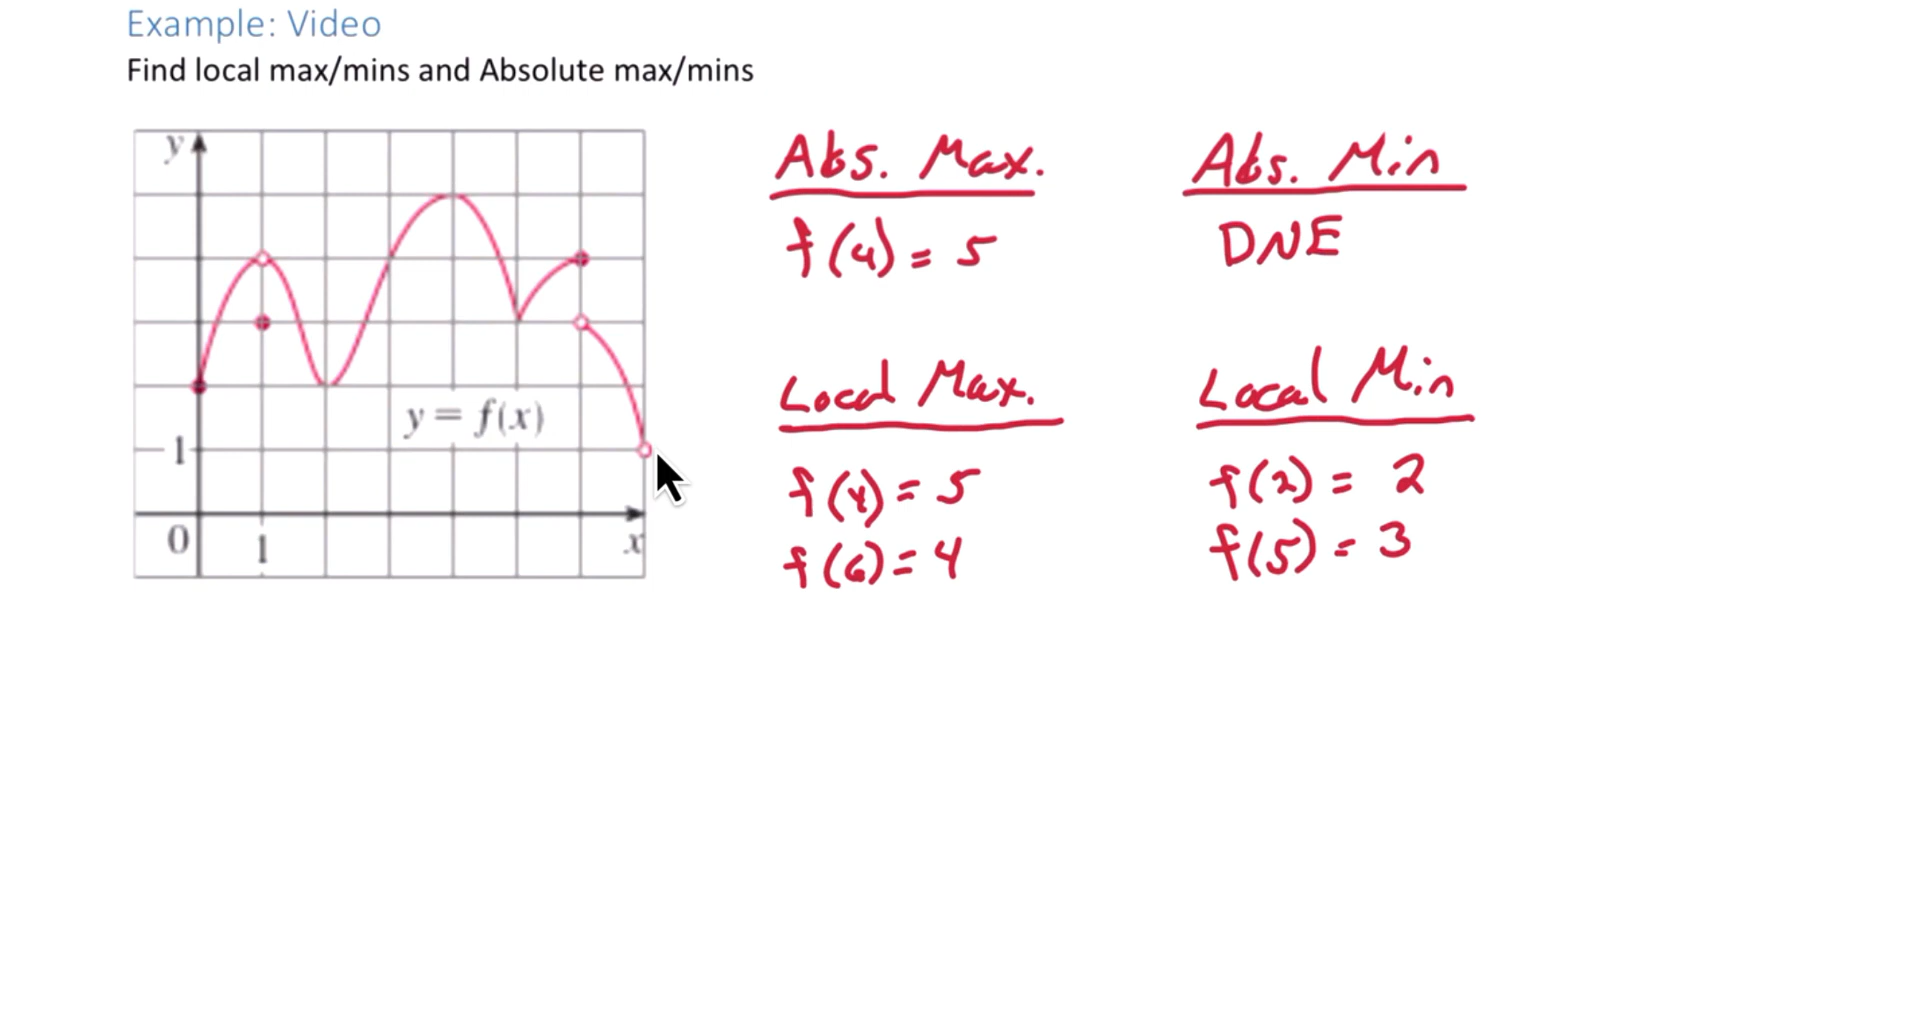 Example: Video
Find local max/mins and Absolute max/mins
y
y = f(x)
1
0
1
x
Abs. Max.
f(4) = 5
Abs. Min
DNE
Local Max.
f(4) = 5
f(6) = 4
Local Min
f(2) = 2
f(5) = 3